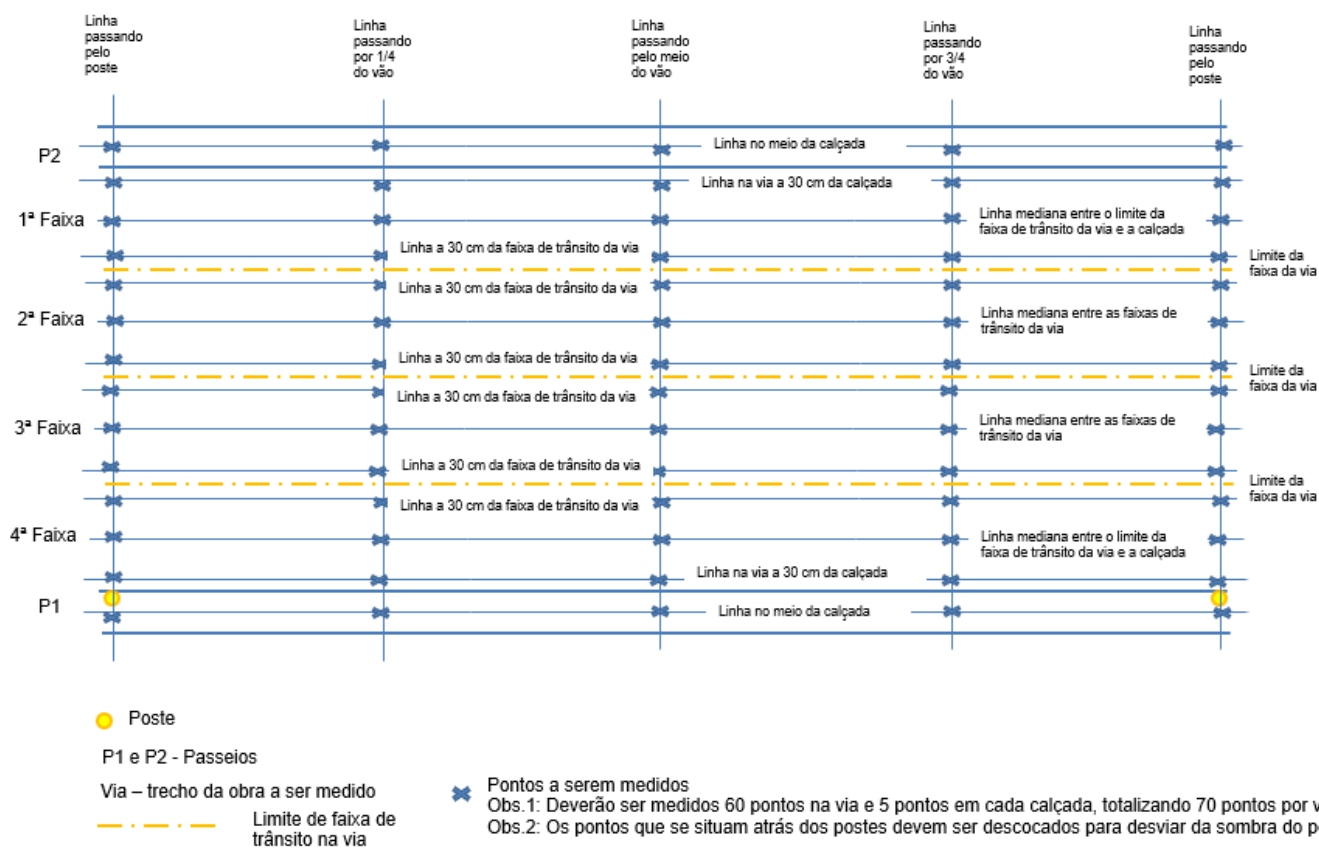 Linha
passando
pelo
poste
Linha
passando
por 1/4
do vão
Linha
passando
pelo meio
do vão
Linha
passando
por 3/4
do vão
Linha
passando
pelo
poste
P2
Linha no meio da calçada
Linha na via a 30 cm da calçada
1ª Faixa
Linha mediana entre o limite da
faixa de trânsito da via e a calçada
Linha a 30 cm da faixa de trânsito da via
Limite da
faixa da via
Linha a 30 cm da faixa de trânsito da via
2ª Faixa
Linha mediana entre as faixas de
trânsito da via
Linha a 30 cm da faixa de trânsito da via
Limite da
faixa da via
Linha a 30 cm da faixa de trânsito da via
3ª Faixa
Linha mediana entre as faixas de
trânsito da via
Linha a 30 cm da faixa de trânsito da via
Limite da
faixa da via
Linha a 30 cm da faixa de trânsito da via
4ª Faixa
Linha mediana entre o limite da
faixa de trânsito da via e a calçada
Linha na via a 30 cm da calçada
P1
Linha no meio da calçada
Poste
P1 e P2 - Passeios
Via – trecho da obra a ser medido
Limite de faixa de
trânsito na via
Pontos a serem medidos
Obs.1: Deverão ser medidos 60 pontos na via e 5 pontos em cada calçada, totalizando 70 pontos por
Obs.2: Os pontos que se situam atrás dos postes devem ser descocados para desviar da sombra do